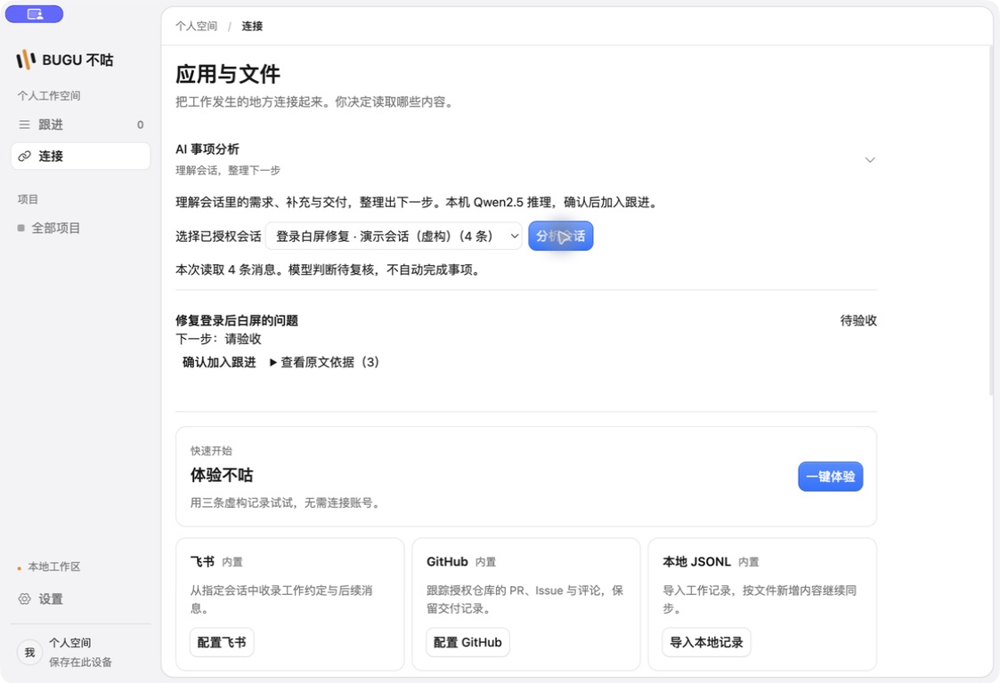 个人空间 / 连接
BUGU 不咕
个人工作空间
跟进 0
连接
项目
全部项目
本地工作区
设置
我
个人空间
保存在此设备
应用与文件
把工作发生的地方连接起来。你决定读取哪些内容。
AI 事项分析
理解会话，整理下一步
理解会话里的需求、补充与交付，整理出下一步。本机 Qwen2.5 推理，确认后加入跟进。
选择已授权会话 登录白屏修复 · 演示会话（虚构）（4 条） 分析会话
本次读取 4 条消息。模型判断待复核，不自动完成事项。
修复登录后白屏的问题 待验收
下一步：请验收
确认加入跟进 ▶ 查看原文依据（3）
快速开始
体验不咕
用三条虚构记录试试，无需连接账号。
一键体验
飞书 内置
从指定会话中收录工作约定与后续消
息。
配置飞书
GitHub 内置
跟踪授权仓库的 PR、Issue 与评论，保
留交付记录。
配置 GitHub
本地 JSONL 内置
导入工作记录，按文件新增内容继续同
步。
导入本地记录